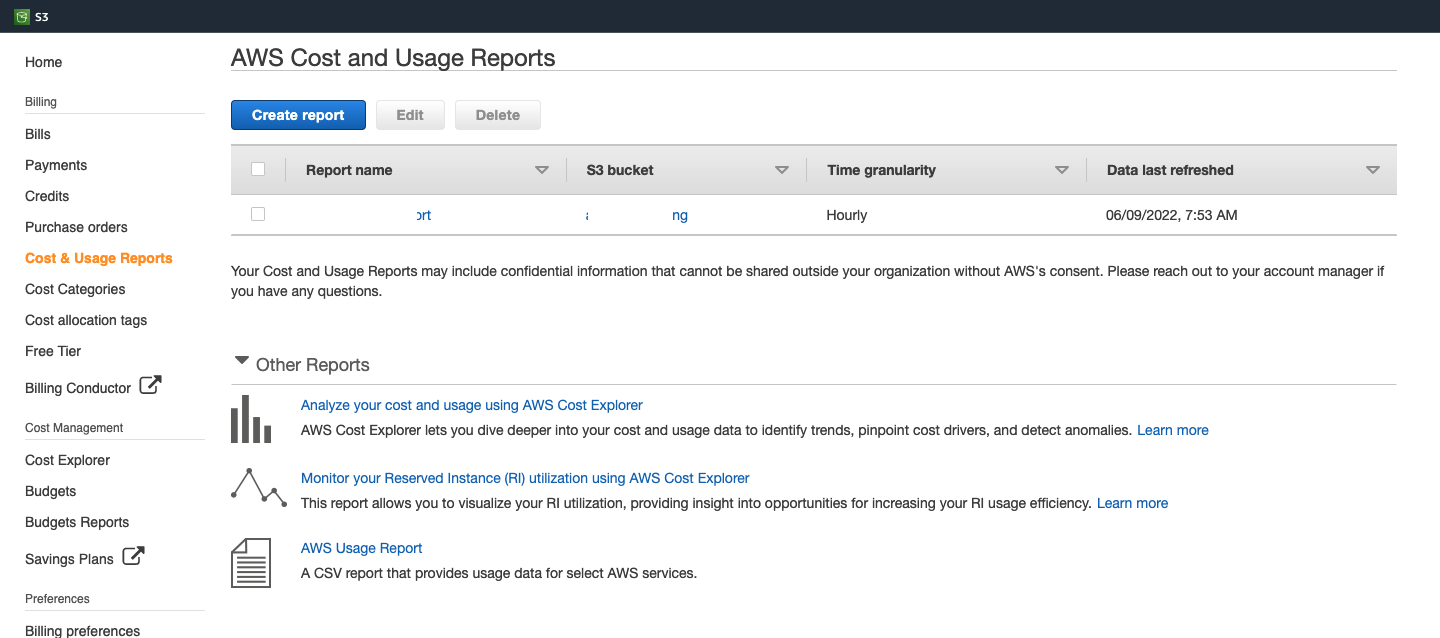 S3
Home
Billing
Bills
Payments
Credits
Purchase orders
Cost & Usage Reports
Cost Categories
Cost allocation tags
Free Tier
Billing Conductor
Cost Management
Cost Explorer
Budgets
Budgets Reports
Savings Plans
Preferences
Billing preferences
AWS Cost and Usage Reports
Create report Edit Delete
Report name S3 bucket Time granularity Data last refreshed
ort ng Hourly 06/09/2022, 7:53 AM
Your Cost and Usage Reports may include confidential information that cannot be shared outside your organization without AWS's consent. Please reach out to your account manager if
you have any questions.
Other Reports
Analyze your cost and usage using AWS Cost Explorer
AWS Cost Explorer lets you dive deeper into your cost and usage data to identify trends, pinpoint cost drivers, and detect anomalies. Learn more
Monitor your Reserved Instance (RI) utilization using AWS Cost Explorer
This report allows you to visualize your RI utilization, providing insight into opportunities for increasing your RI usage efficiency. Learn more
AWS Usage Report
A CSV report that provides usage data for select AWS services.